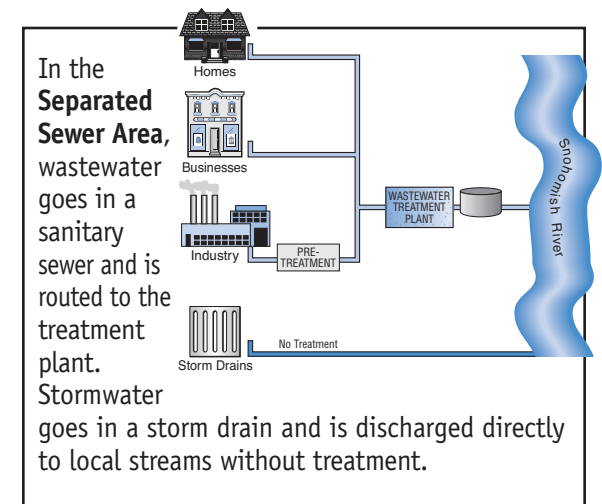 In the
Separated
Sewer Area,
wastewater
goes in a
sanitary
sewer and is
routed to the
treatment
plant.
Stormwater
goes in a storm drain and is discharged directly
to local streams without treatment.
Homes
Businesses
Industry
PRE-
TREATMENT
WASTEWATER
TREATMENT
PLANT
Snohomish River
Storm Drains
No Treatment